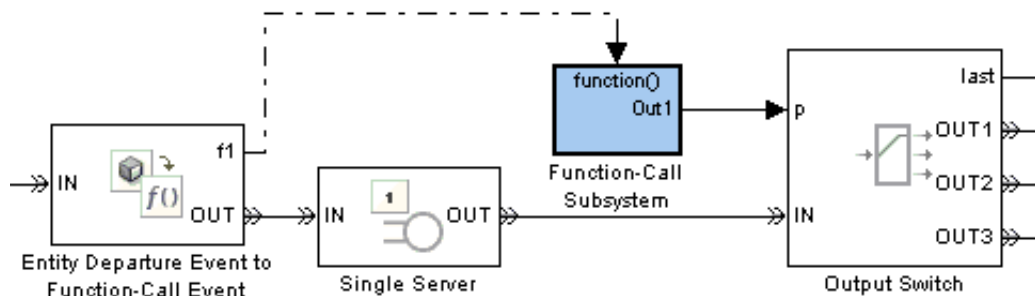 function()
Out1
Function-Call
Subsystem
f1
IN
f()
OUT
Entity Departure Event to
Function-Call Event
IN
1
OUT
Single Server
last
p
OUT1
OUT2
IN
OUT3
Output Switch